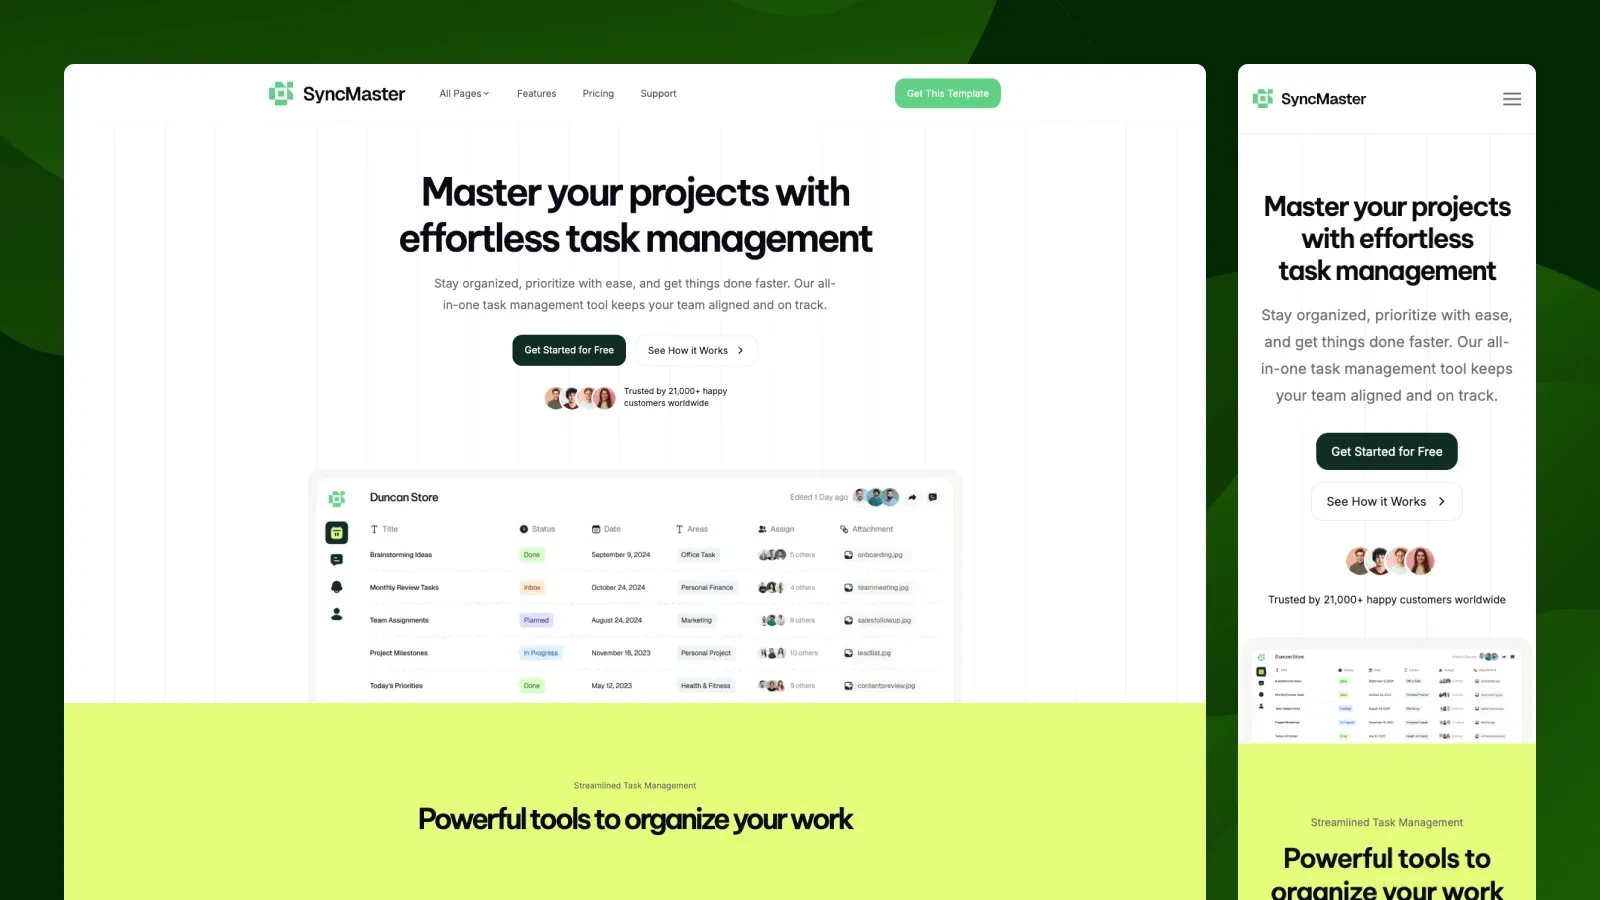 SyncMaster
All Pages
Features
Pricing
Support
Get This Template
Master your projects with
effortless task management
Stay organized, prioritize with ease, and get things done faster. Our all-
in-one task management tool keeps your team aligned and on track.
Get Started for Free
See How it Works
Trusted by 21,000+ happy
customers worldwide
Duncan Store
Edited 1 Day ago
Title
Status
Date
Areas
Assign
Attachment
Brainstorming Ideas
Done
September 9, 2024
Office Task
5 others
onboarding.jpg
Monthly Review Tasks
Inbox
October 24, 2024
Personal Finance
4 others
teammeeting.jpg
Team Assignments
Planned
August 24, 2024
Marketing
8 others
salesfollowup.jpg
Project Milestones
In Progress
November 16, 2023
Personal Project
10 others
leadlist.jpg
Today's Priorities
Done
May 12, 2023
Health & Fitness
9 others
contentpreview.jpg
Streamlined Task Management
Powerful tools to organize your work
SyncMaster
Master your projects
with effortless
task management
Stay organized, prioritize with ease,
and get things done faster. Our all-
in-one task management tool keeps
your team aligned and on track.
Get Started for Free
See How it Works
Trusted by 21,000+ happy customers worldwide
Duncan Store
Streamlined Task Management
Powerful tools to
organize your work